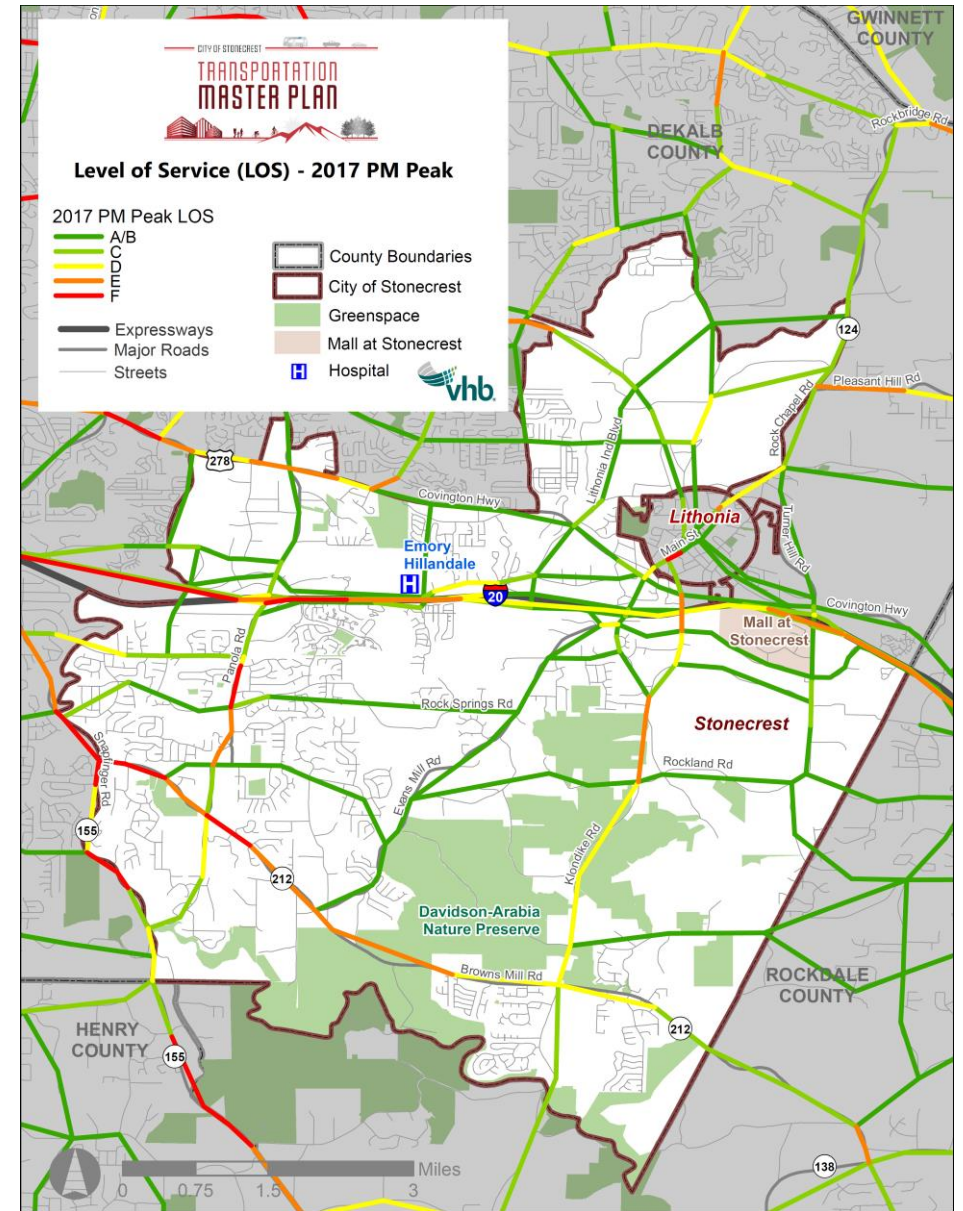 CITY OF STONECREST
TRANSPORTATION
MASTER PLAN
Level of Service (LOS) - 2017 PM Peak
2017 PM Peak LOS
A/B
C
D
E
F
Expressways
Major Roads
Streets
County Boundaries
City of Stonecrest
Greenspace
Mall at Stonecrest
H Hospital
vhb
GWINNETT
COUNTY
Rockbridge Rd
DEKALB
COUNTY
124
Pleasant Hill Rd
Rock Chapel Rd
Lithonia Ind Blvd
278
Covington Hwy
Lithonia
Main St
Turner Hill Rd
Emory
Hillandale
H
20
Covington Hwy
Mall at
Stonecrest
Panola Rd
Rock Springs Rd
Stonecrest
Snapfinger Rd
Evans Mill Rd
Rockland Rd
155
212
Klondike Rd
Davidson-Arabia
Nature Preserve
Browns Mill Rd
ROCKDALE
COUNTY
HENRY
COUNTY
155
212
138
Miles
0 0.75 1.5 3